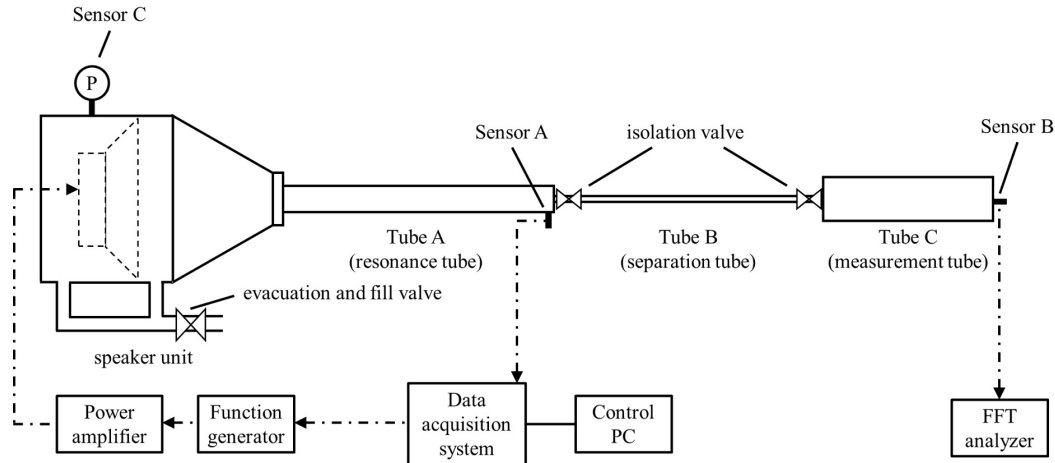 Sensor C
P
Sensor A
isolation valve
Sensor B
Tube A
(resonance tube)
Tube B
(separation tube)
Tube C
(measurement tube)
evacuation and fill valve
speaker unit
Power
amplifier
Function
generator
Data
acquisition
system
Control
PC
FFT
analyzer